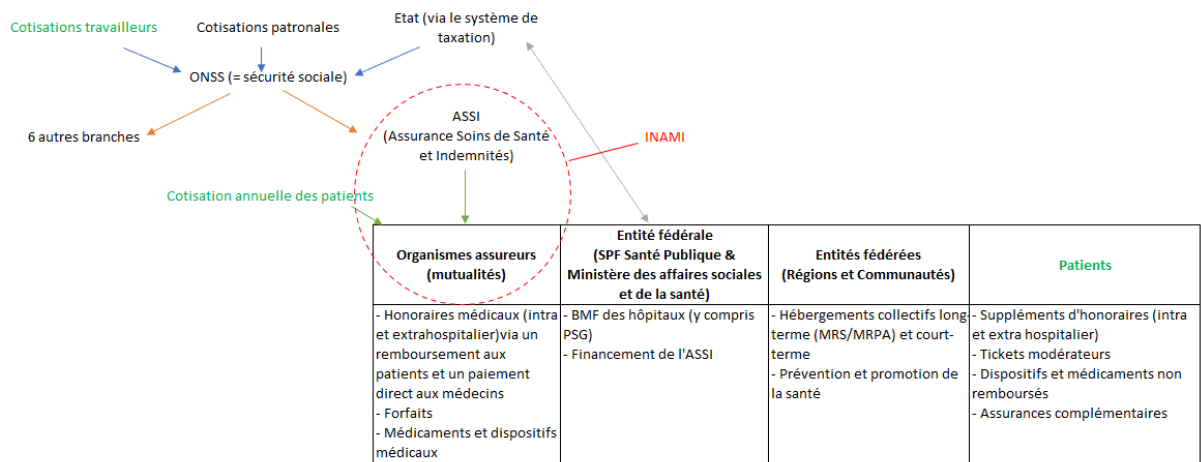 Cotisations travailleurs
Cotisations patronales
Etat (via le système de
taxation)
ONSS (= sécurité sociale)
6 autres branches
ASSI
(Assurance Soins de Santé
et Indemnités)
INAMI
Cotisation annuelle des patients
Organismes assureurs
(mutualités)
Entité fédérale
(SPF Santé Publique &
Ministère des affaires sociales
et de la santé)
Entités fédérées
(Régions et Communautés)
Patients
- Honoraires médicaux (intra
et extrahospitalier)via un
remboursement aux
patients et un paiement
direct aux médecins
- Forfaits
- Médicaments et dispositifs
médicaux
- BMF des hôpitaux (y compris
PSG)
- Financement de l'ASSI
- Hébergements collectifs long-
terme (MRS/MRPA) et court-
terme
- Prévention et promotion de
la santé
- Suppléments d'honoraires (intra
et extra hospitalier)
- Tickets modérateurs
- Dispositifs et médicaments non
remboursés
- Assurances complémentaires